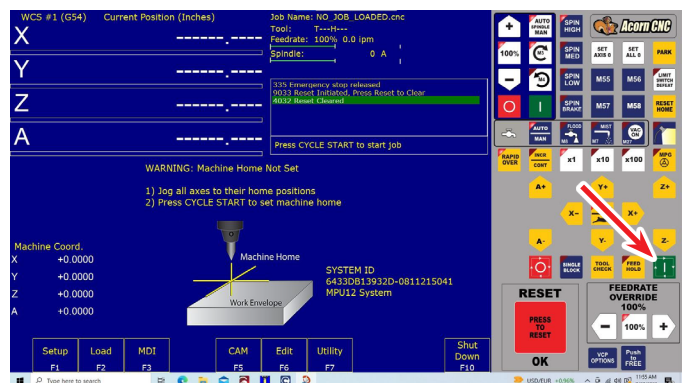 WCS #1 (G54) Current Position (Inches)
X ------.----
Y ------.----
Z ------.----
A ------.----
Job Name: NO_JOB_LOADED.cnc
Tool: T---H---
Feedrate: 100% 0.0 ipm
Spindle: 0 A
335 Emergency stop released
9033 Reset Initiated, Press Reset to Clear
4032 Reset Cleared
Press CYCLE START to start job
WARNING: Machine Home Not Set
1) Jog all axes to their home positions
2) Press CYCLE START to set machine home
Machine Home
Work Envelope
SYSTEM ID
6433DB13932D-0811215041
MPU12 System
Machine Coord.
X +0.0000
Y +0.0000
Z +0.0000
A +0.0000
Setup Load MDI CAM Edit Utility Shut Down
F1 F2 F3 F5 F6 F7 F10
Type here to search
USD/EUR +0.96%
11:55 AM
+ AUTO SPINDLE MAN SPIN HIGH Acorn CNC
100% M3 SPIN MED SET AXIS 0 SET ALL 0 PARK
- M4 SPIN LOW M55 M56 LIMIT SWITCH DEFEAT
O I SPIN BRAKE M57 M58 RESET HOME
AUTO MAN FLOOD M8 MIST M7 VAC ON M37
RAPID OVER INCR CONT x1 x10 x100 MPG
A+ Y+ Z+
X- X+
A- Y- Z-
O SINGLE BLOCK TOOL CHECK FEED HOLD I
RESET
PRESS TO RESET
OK
FEEDRATE OVERRIDE
100%
- 100% +
VCP OPTIONS Push to FREE